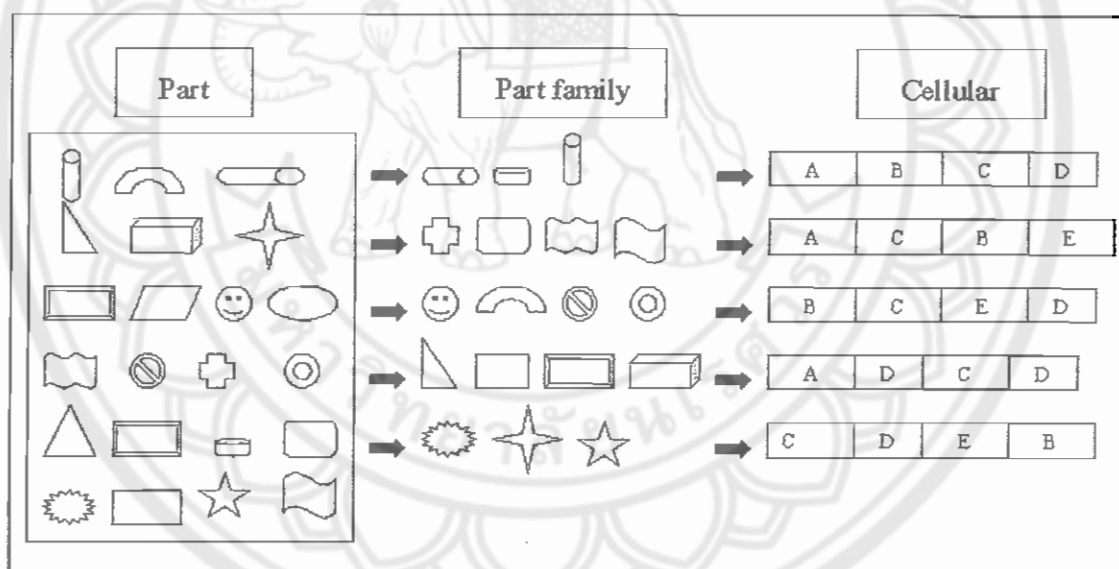 Part Part family Cellular
A B C D
A C B E
B C E D
A D C D
C D E B